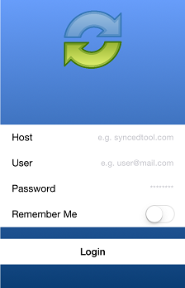 Host e.g. syncedtool.com
User e.g. user@mail.com
Password ••••••••
Remember Me
Login